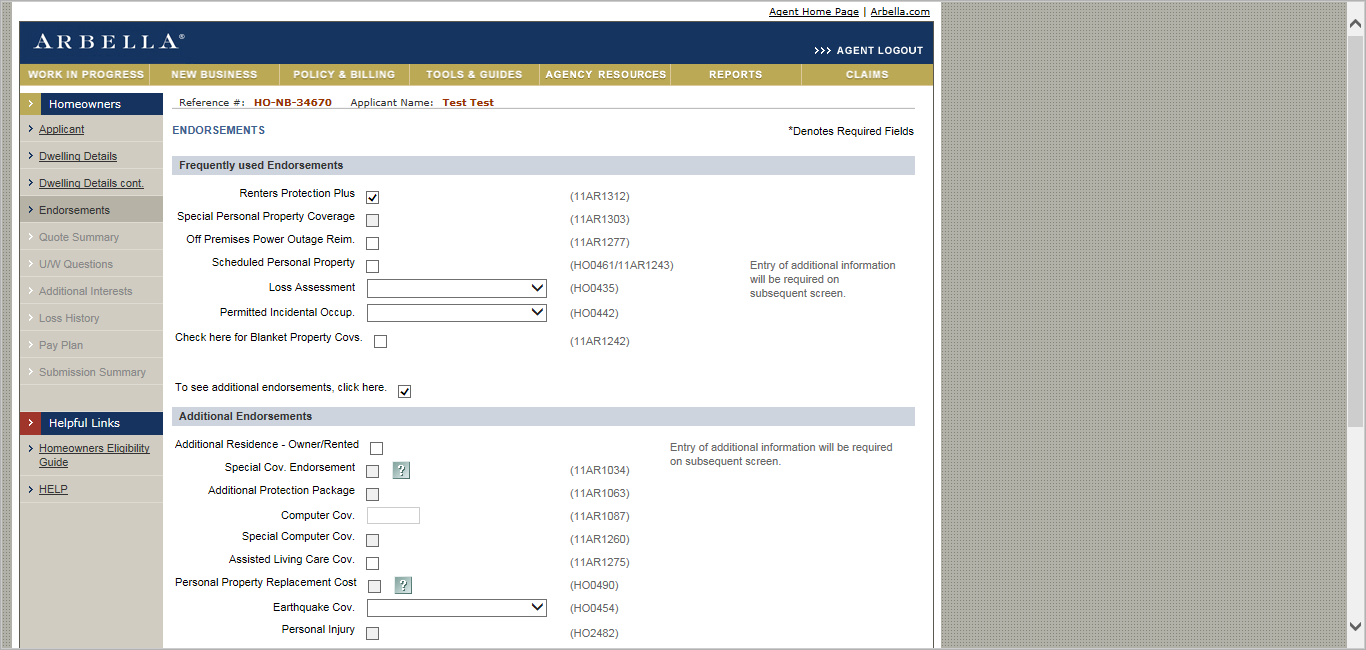 Agent Home Page | Arbella.com
ARBELLA®
>>> AGENT LOGOUT
WORK IN PROGRESS NEW BUSINESS POLICY & BILLING TOOLS & GUIDES AGENCY RESOURCES REPORTS CLAIMS
Homeowners
Applicant
Dwelling Details
Dwelling Details cont.
Endorsements
Quote Summary
U/W Questions
Additional Interests
Loss History
Pay Plan
Submission Summary
Helpful Links
Homeowners Eligibility
Guide
HELP
Reference #: HO-NB-34670 Applicant Name: Test Test
ENDORSEMENTS
*Denotes Required Fields
Frequently used Endorsements
Renters Protection Plus (11AR1312)
Special Personal Property Coverage (11AR1303)
Off Premises Power Outage Reim. (11AR1277)
Scheduled Personal Property (HO0461/11AR1243)
Entry of additional information
will be required on
subsequent screen.
Loss Assessment (HO0435)
Permitted Incidental Occup. (HO0442)
Check here for Blanket Property Covs. (11AR1242)
To see additional endorsements, click here.
Additional Endorsements
Additional Residence - Owner/Rented
Entry of additional information will be required
on subsequent screen.
Special Cov. Endorsement ? (11AR1034)
Additional Protection Package (11AR1063)
Computer Cov. (11AR1087)
Special Computer Cov. (11AR1260)
Assisted Living Care Cov. (11AR1275)
Personal Property Replacement Cost ? (HO0490)
Earthquake Cov. (HO0454)
Personal Injury (HO2482)